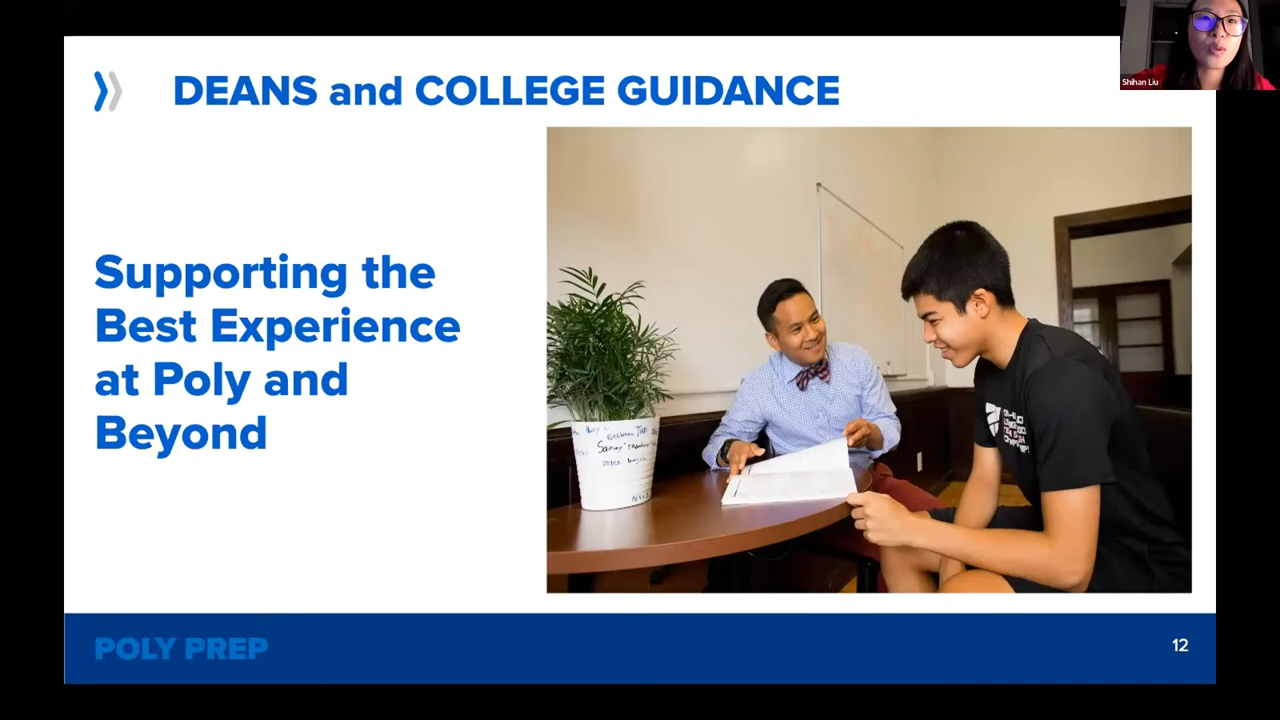 DEANS and COLLEGE GUIDANCE
Shihan Liu
Supporting the
Best Experience
at Poly and
Beyond
POLY PREP
12